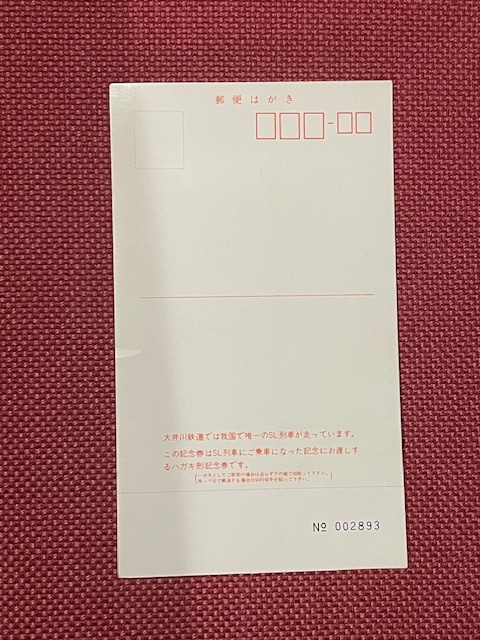 郵便はがき
大井川鉄道では我国で唯一のSL列車が走っています。
この記念券はSL列車にご乗車になった記念にお渡しす
るハガキ形記念券です。
№ 002893